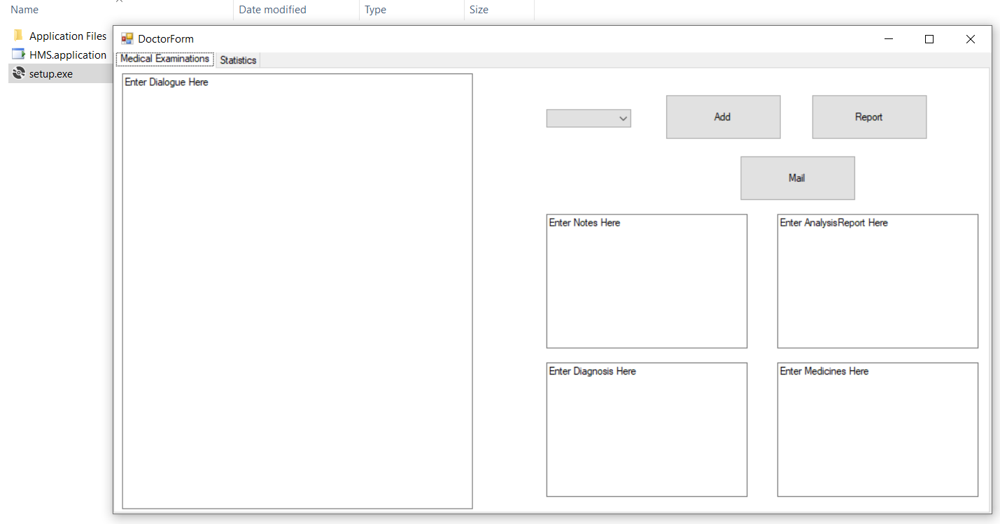 Name Date modified Type Size
Application Files
HMS.application
setup.exe
DoctorForm
Medical Examinations Statistics
Enter Dialogue Here
Add Report
Mail
Enter Notes Here Enter AnalysisReport Here
Enter Diagnosis Here Enter Medicines Here